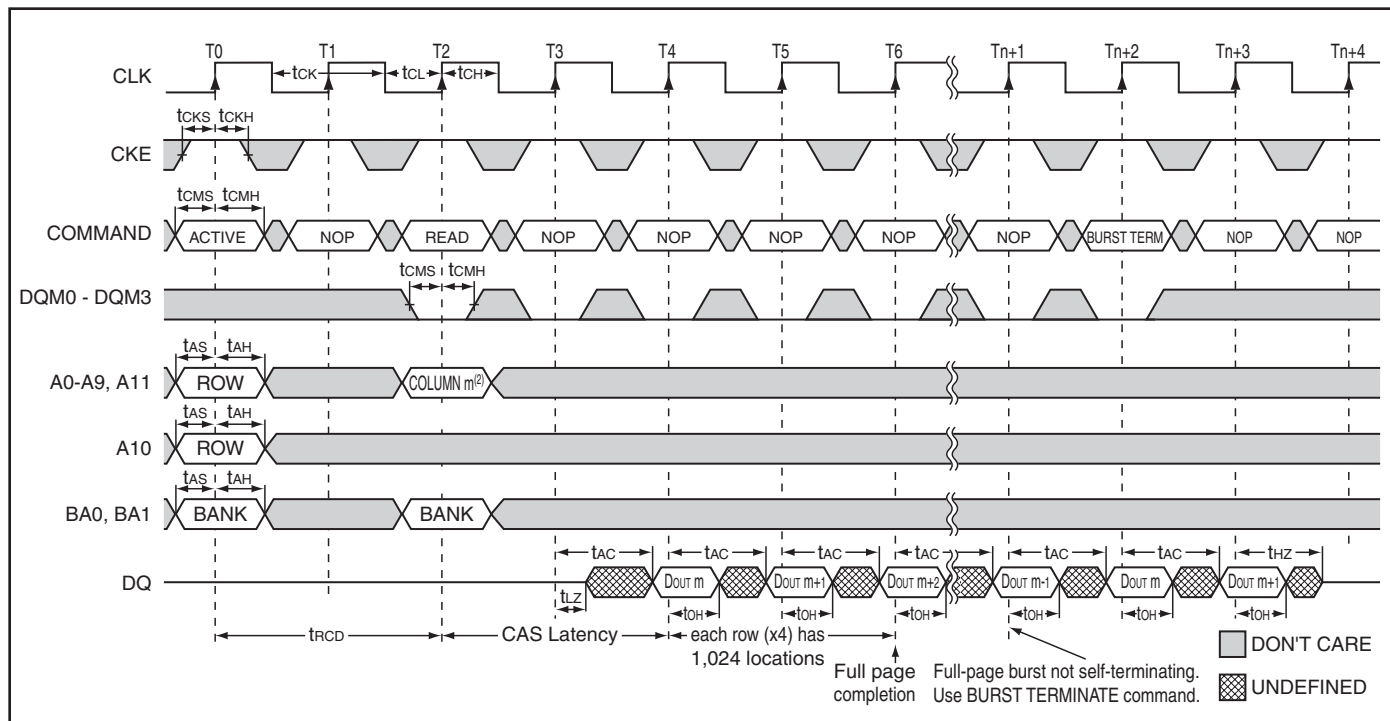 T0 T1 T2 T3 T4 T5 T6 Tn+1 Tn+2 Tn+3 Tn+4
CLK tCK tCL tCH
tCKS tCKH
CKE
tCMS tCMH
COMMAND ACTIVE NOP READ NOP NOP NOP NOP NOP BURST TERM NOP NOP
tCMS tCMH
DQM0 - DQM3
tAS tAH
A0-A9, A11 ROW COLUMN m(2)
tAS tAH
A10 ROW
tAS tAH
BA0, BA1 BANK BANK
tAC tAC tAC tAC tAC tAC tHZ
DQ DOUT m DOUT m+1 DOUT m+2 DOUT m-1 DOUT m DOUT m+1
tLZ tOH tOH tOH tOH tOH tOH
tRCD CAS Latency each row (x4) has
1,024 locations
Full page
completion
Full-page burst not self-terminating.
Use BURST TERMINATE command.
DON'T CARE
UNDEFINED